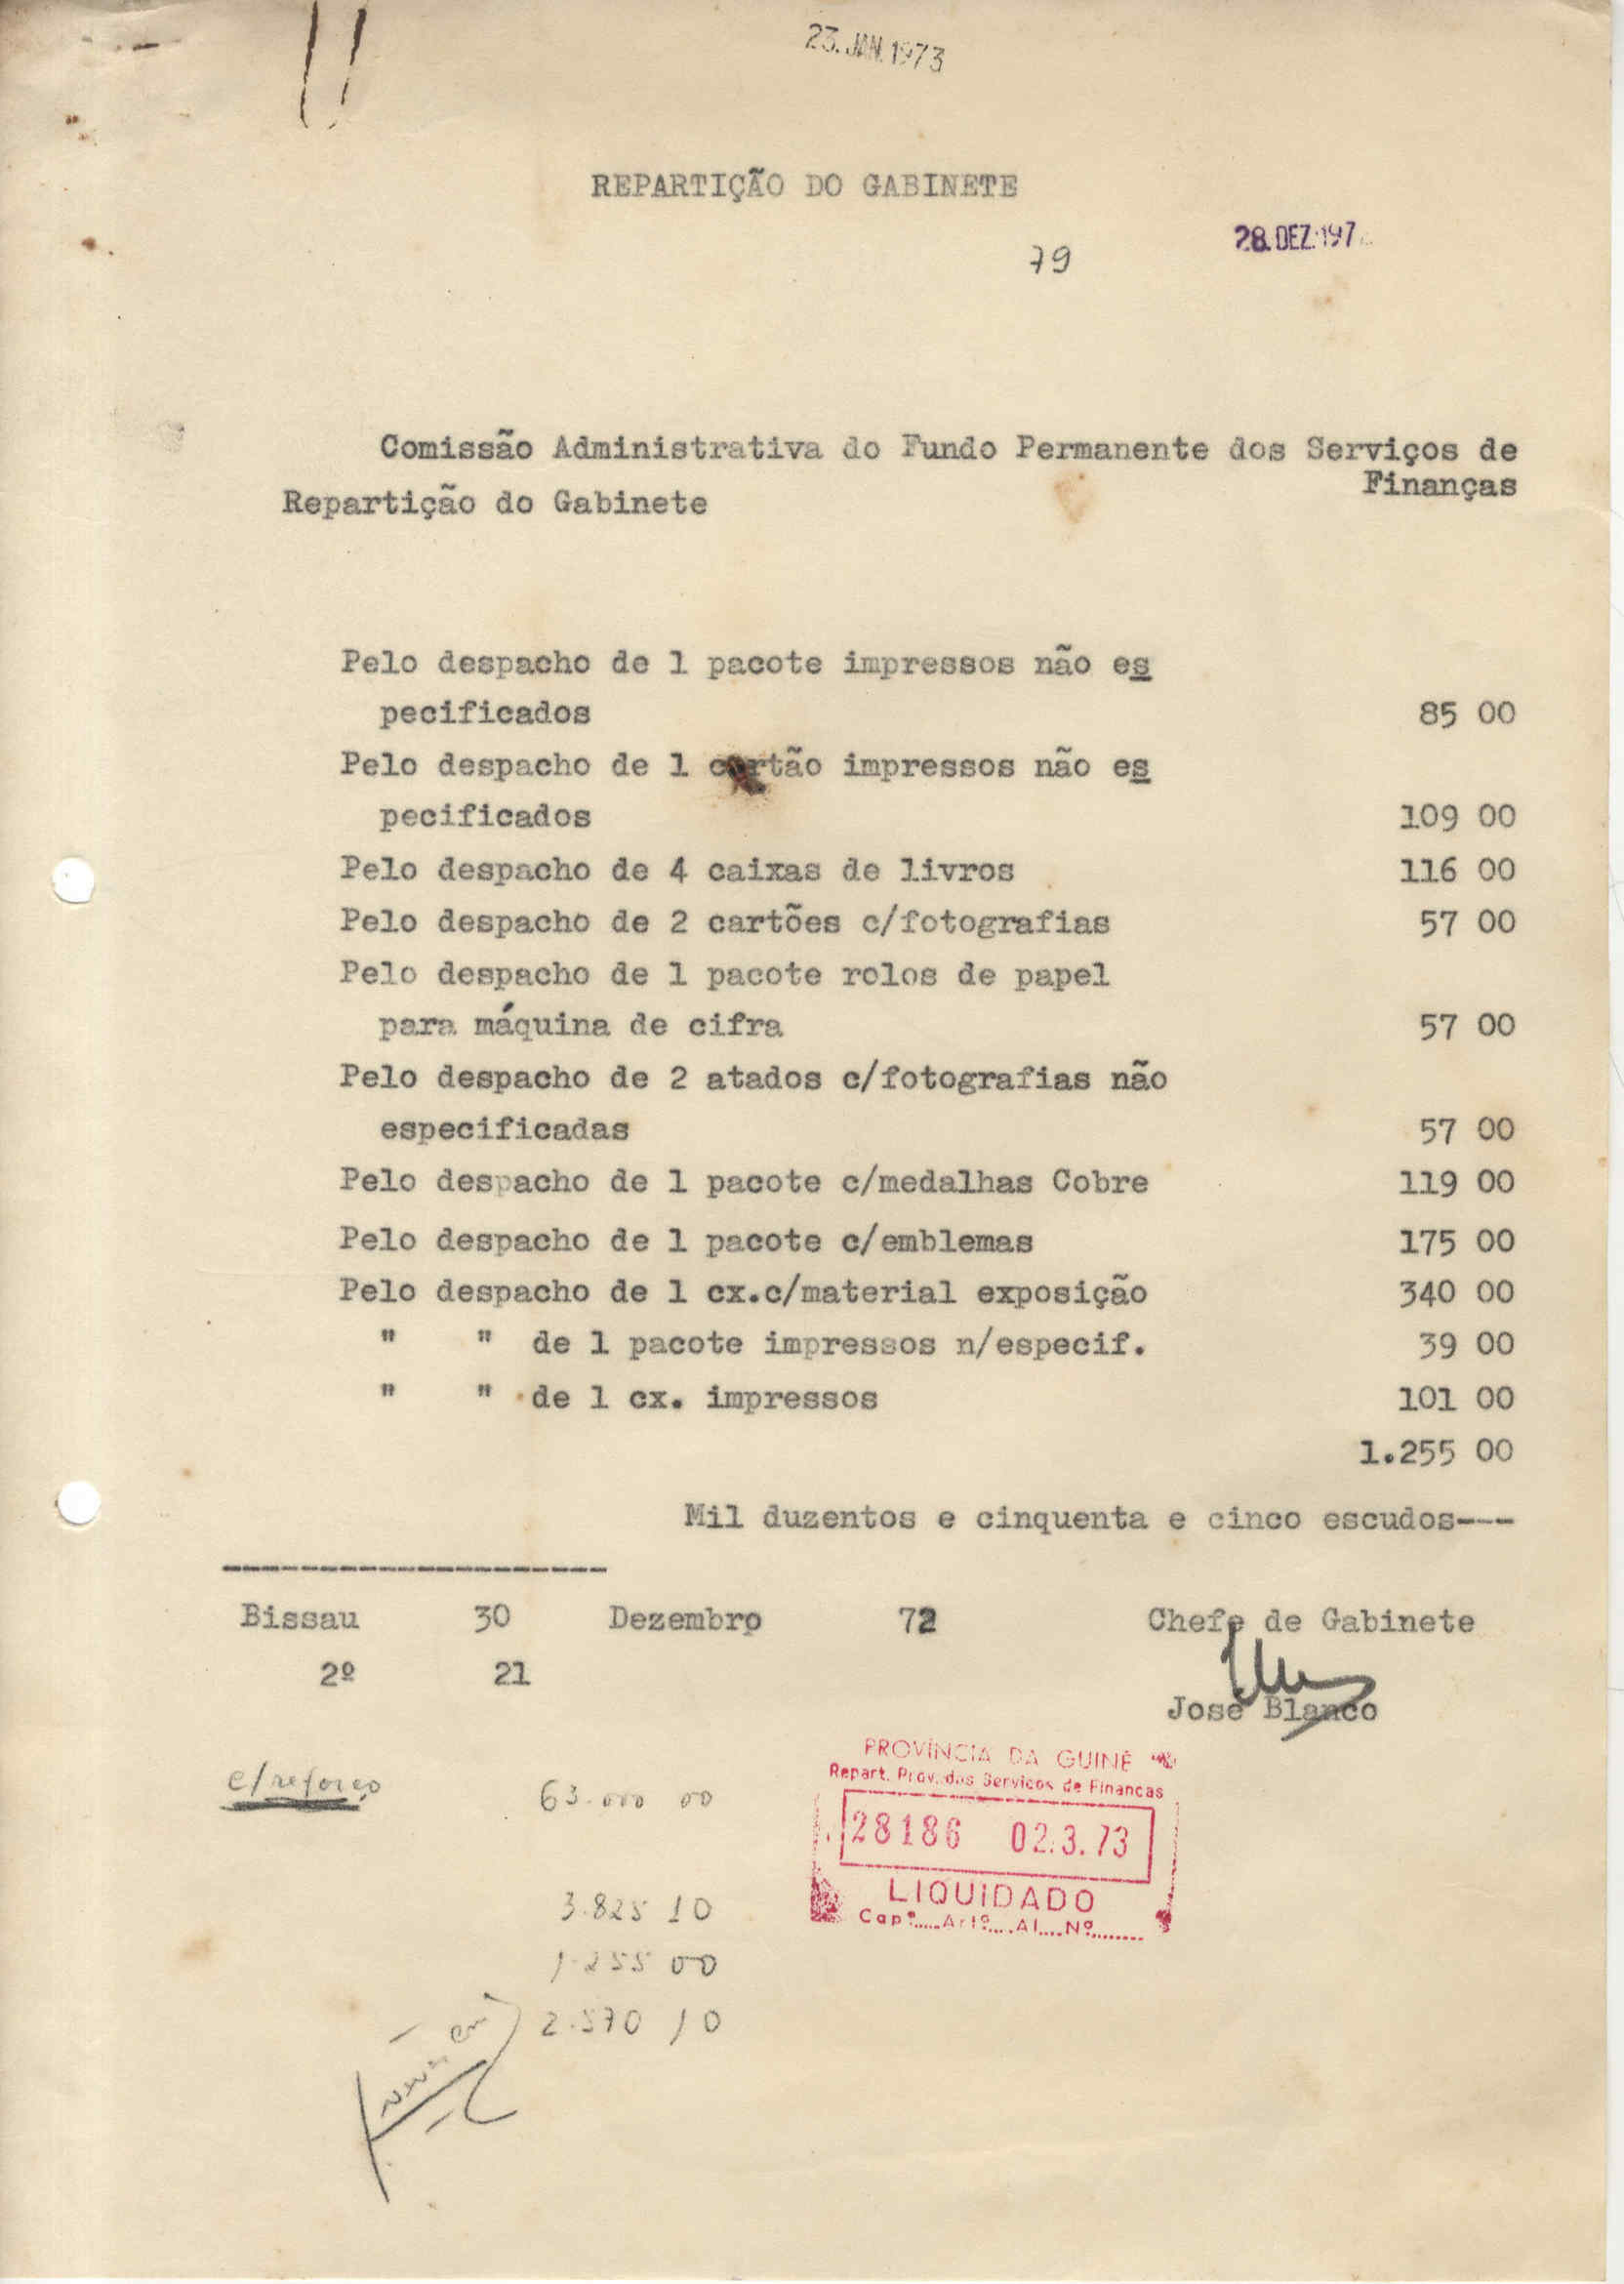 23. JAN. 1973
REPARTIÇÃO DO GABINETE
28. DEZ. 197
79
Comissão Administrativa do Fundo Permanente dos Serviços de
Finanças
Repartição do Gabinete
Pelo despacho de 1 pacote impressos não es
pecificados 85 00
Pelo despacho de 1 cartão impressos não es
pecificados 109 00
Pelo despacho de 4 caixas de livros 116 00
Pelo despacho de 2 cartões c/fotografias 57 00
Pelo despacho de 1 pacote rolos de papel
para máquina de cifra 57 00
Pelo despacho de 2 atados c/fotografias não
especificadas 57 00
Pelo despacho de 1 pacote c/medalhas Cobre 119 00
Pelo despacho de 1 pacote c/emblemas 175 00
Pelo despacho de 1 cx.c/material exposição 340 00
" " de 1 pacote impressos n/especif. 39 00
" " de 1 cx. impressos 101 00
1.255 00
Mil duzentos e cinquenta e cinco escudos---
Bissau 30 Dezembro 72 Chefe de Gabinete
2º 21
José Blanco
PROVÍNCIA DA GUINÉ
Repart. Prov. dos Servicos de Financas
c/reforço 63.000 00
28186 02.3.73
LIQUIDADO
Capº..... Artº.... Al.... Nº.........
3.825 10
1.255 00
2.570 10